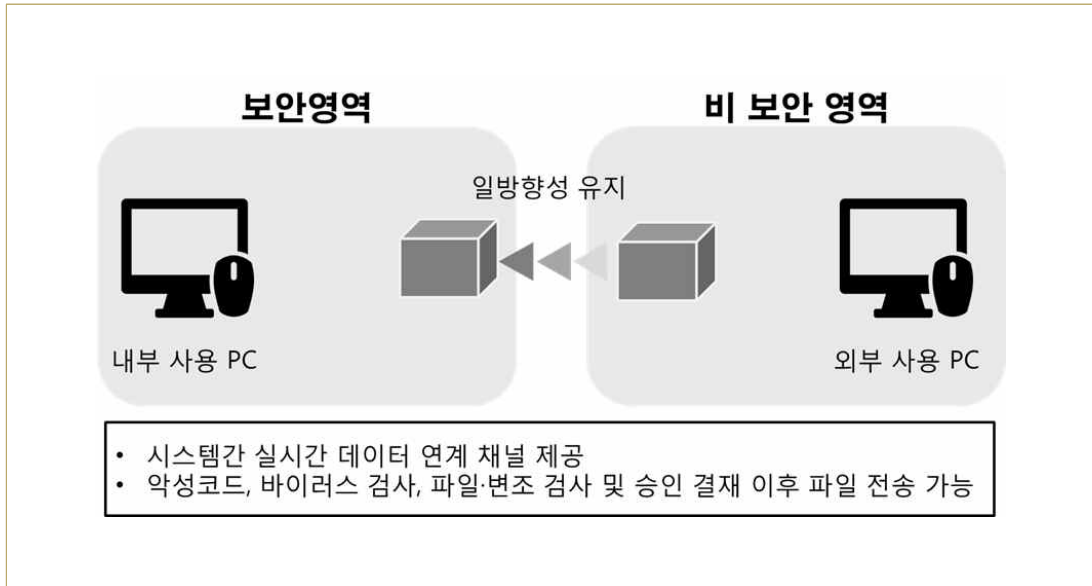 보안영역
비 보안 영역
일방향성 유지
내부 사용 PC
외부 사용 PC
• 시스템간 실시간 데이터 연계 채널 제공
• 악성코드, 바이러스 검사, 파일·변조 검사 및 승인 결재 이후 파일 전송 가능